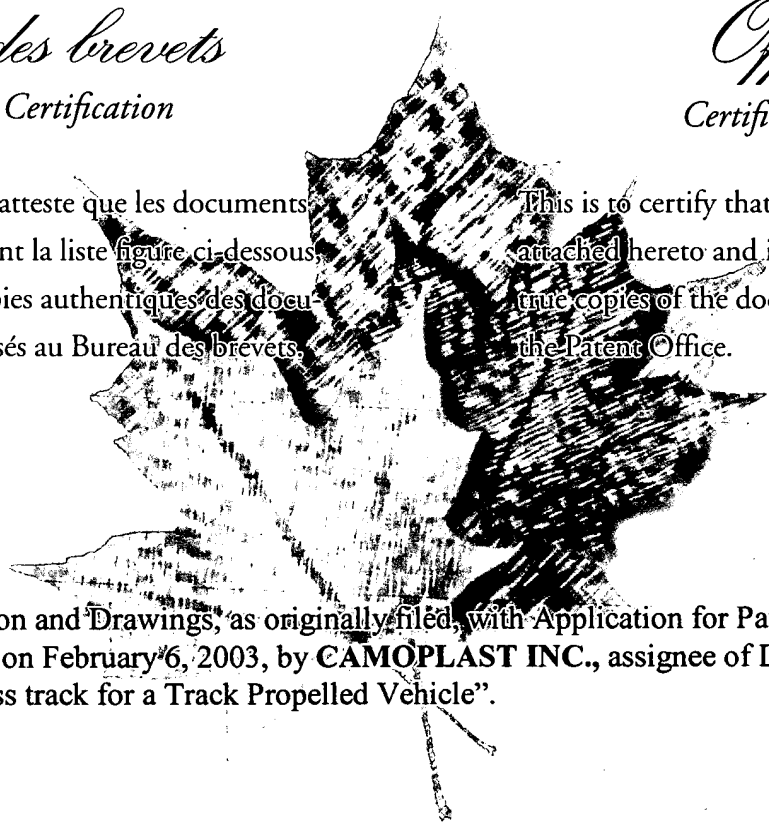 des brevets
Certification
atteste que les documents
nt la liste figure ci-dessous,
ies authentiques des docu-
sés au Bureau des brevets.
Certifi
This is to certify that
attached hereto and i
true copies of the doc
the Patent Office.
on and Drawings, as originally filed, with Application for Pa
on February 6, 2003, by CAMOPLAST INC., assignee of D
ss track for a Track Propelled Vehicle”.